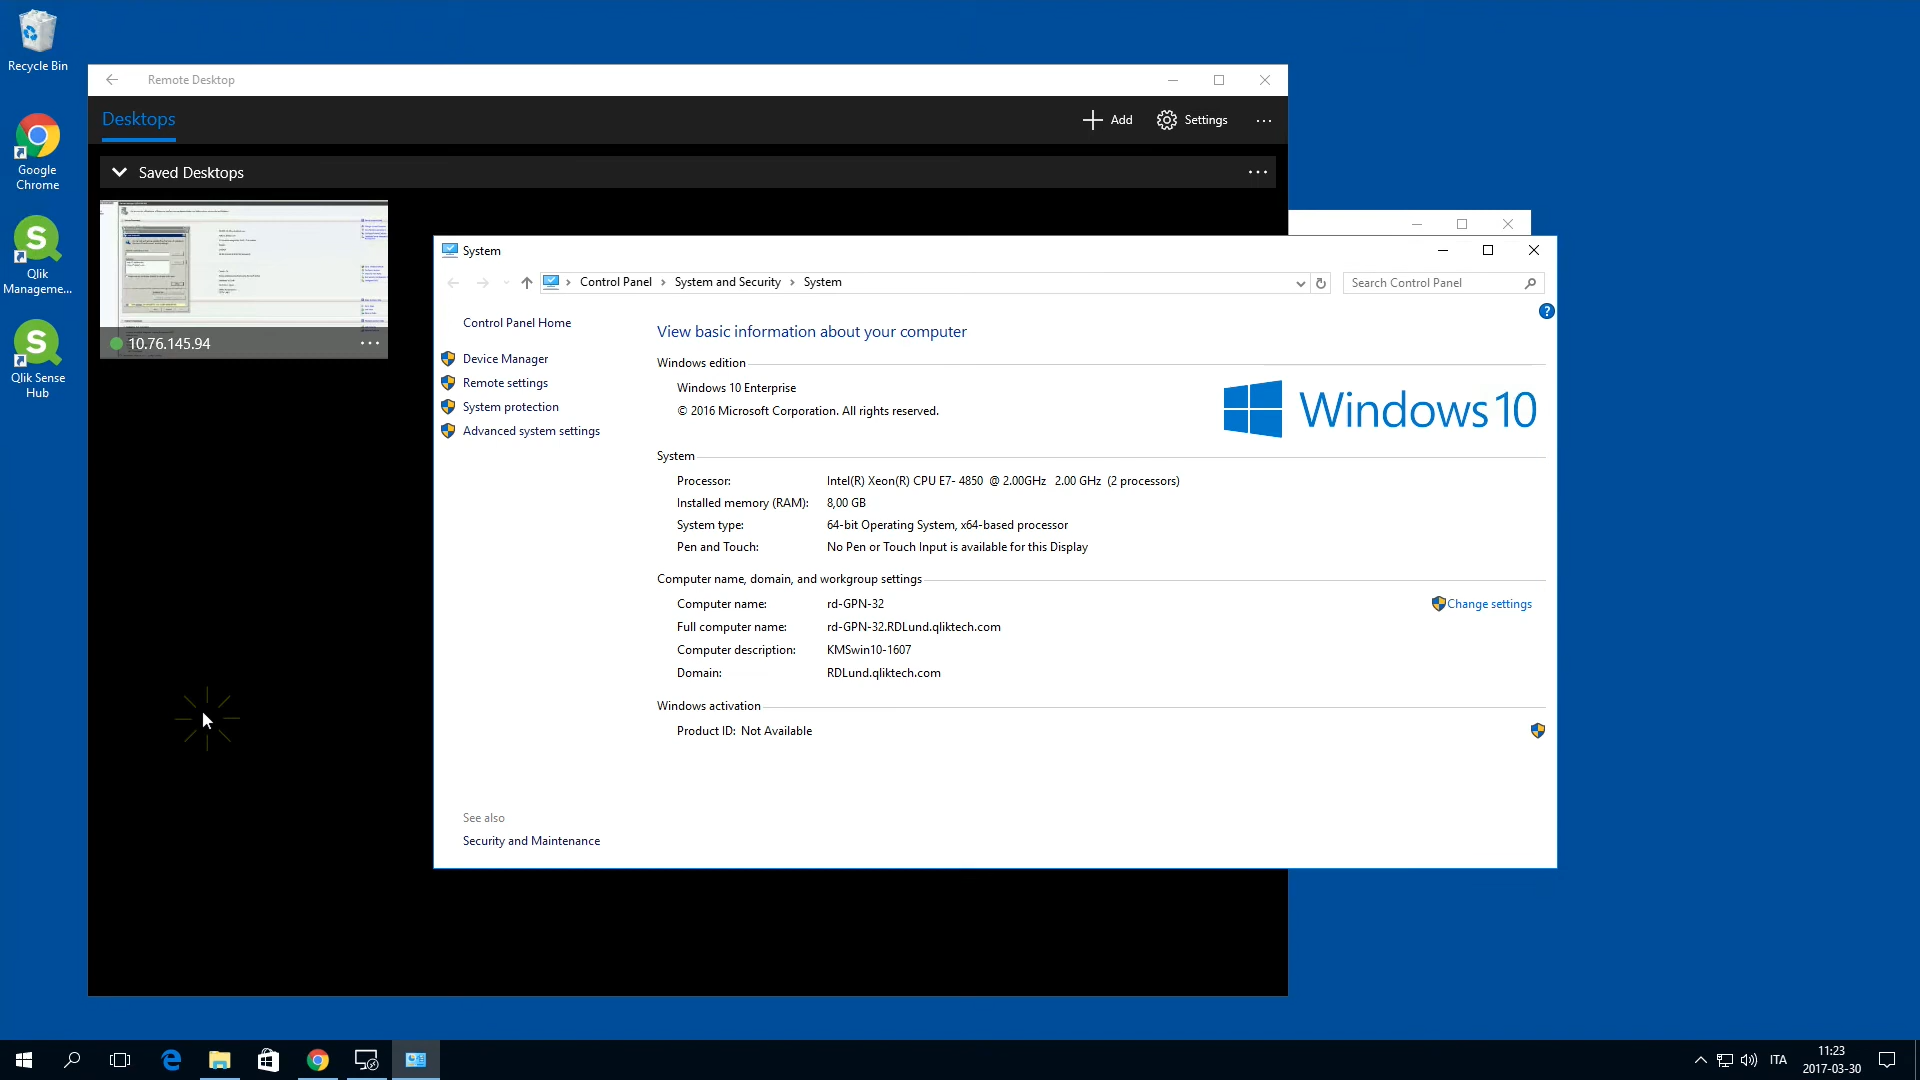 Recycle Bin
Google
Chrome
Qlik
Manageme...
Qlik Sense
Hub
Remote Desktop
Desktops
Add
Settings
Saved Desktops
10.76.145.94
System
Control Panel > System and Security > System
Search Control Panel
Control Panel Home
Device Manager
Remote settings
System protection
Advanced system settings
See also
Security and Maintenance
View basic information about your computer
Windows edition
Windows 10 Enterprise
© 2016 Microsoft Corporation. All rights reserved.
Windows 10
System
Processor: Intel(R) Xeon(R) CPU E7- 4850 @ 2.00GHz 2.00 GHz (2 processors)
Installed memory (RAM): 8,00 GB
System type: 64-bit Operating System, x64-based processor
Pen and Touch: No Pen or Touch Input is available for this Display
Computer name, domain, and workgroup settings
Computer name: rd-GPN-32
Change settings
Full computer name: rd-GPN-32.RDLund.qliktech.com
Computer description: KMSwin10-1607
Domain: RDLund.qliktech.com
Windows activation
Product ID: Not Available
ITA
11:23
2017-03-30